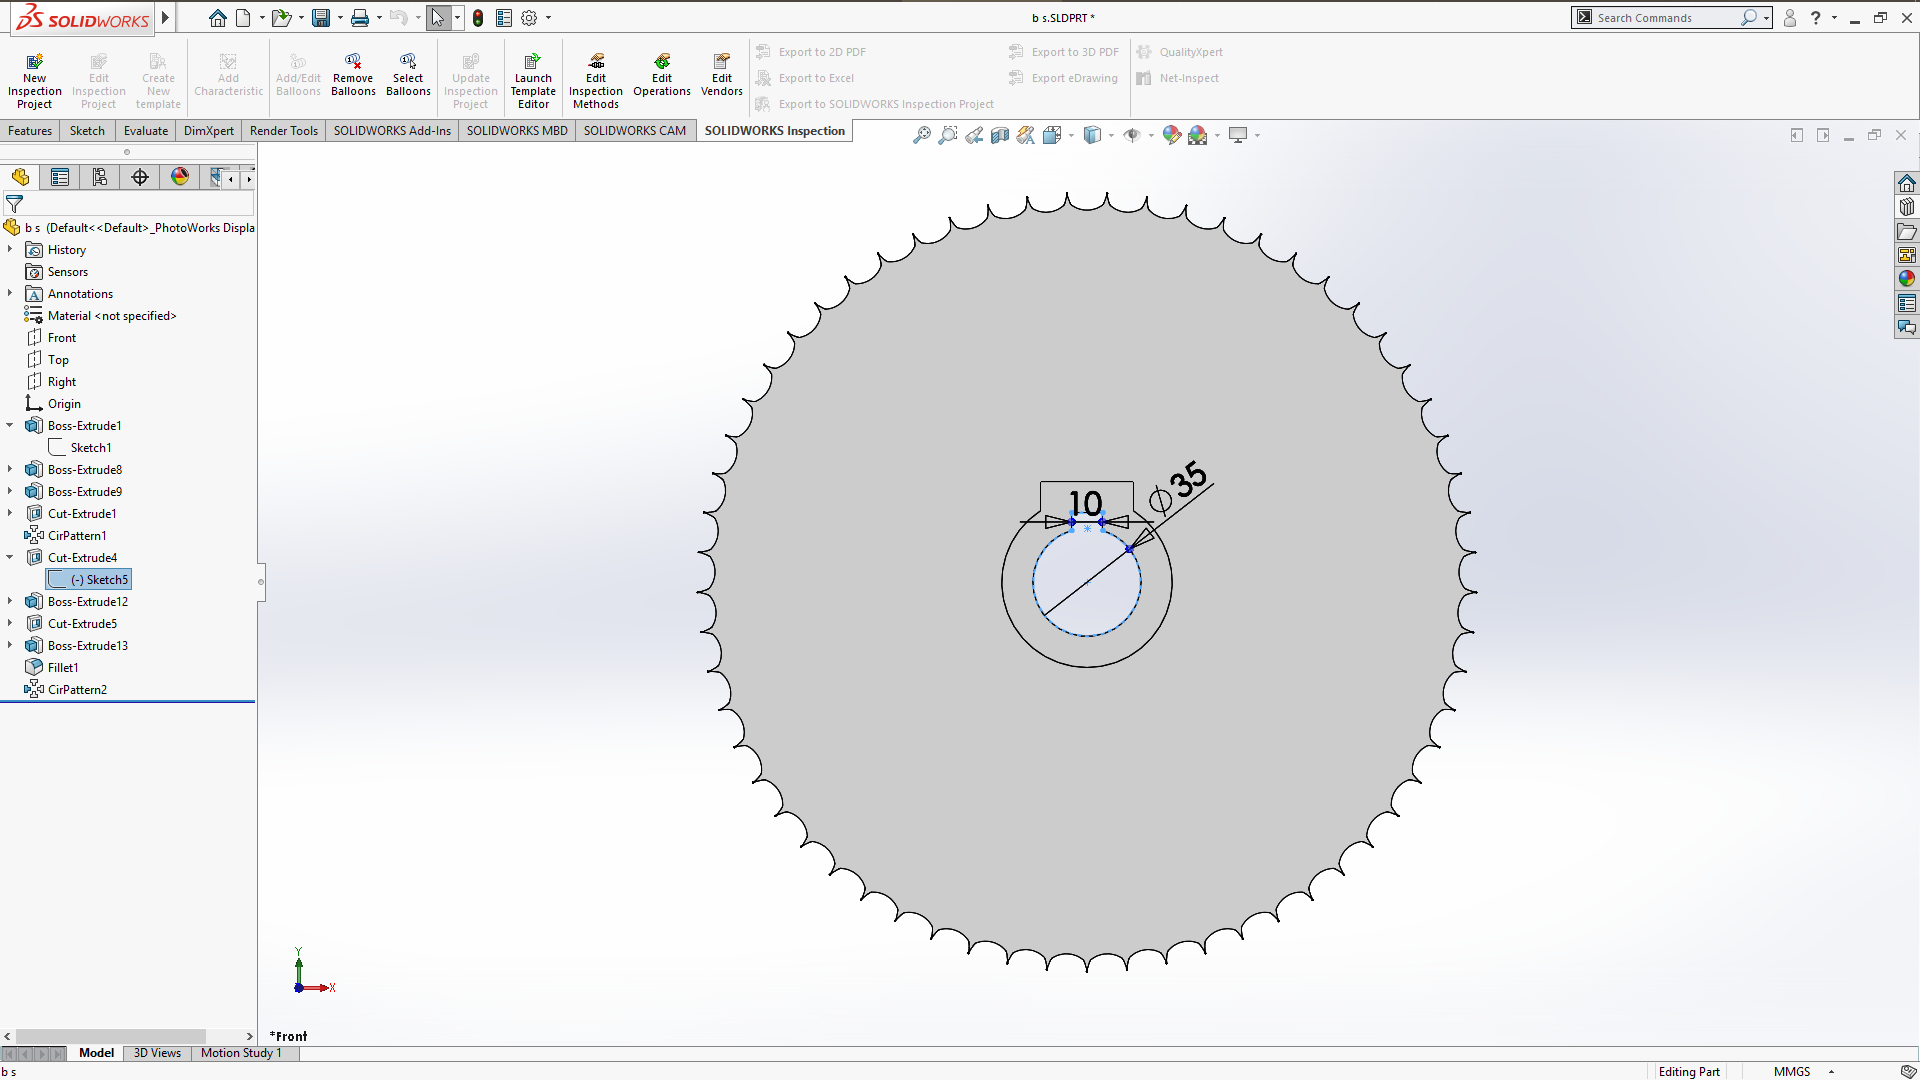 SOLIDWORKS
b s.SLDPRT *
Search Commands
New Inspection Project
Edit Inspection Project
Create New template
Add Characteristic
Add/Edit Balloons
Remove Balloons
Select Balloons
Update Inspection Project
Launch Template Editor
Edit Inspection Methods
Edit Operations
Edit Vendors
Export to 2D PDF
Export to Excel
Export to SOLIDWORKS Inspection Project
Export to 3D PDF
Export eDrawing
QualityXpert
Net-Inspect
Features
Sketch
Evaluate
DimXpert
Render Tools
SOLIDWORKS Add-Ins
SOLIDWORKS MBD
SOLIDWORKS CAM
SOLIDWORKS Inspection
b s (Default<<Default>_PhotoWorks Displa
History
Sensors
Annotations
Material <not specified>
Front
Top
Right
Origin
Boss-Extrude1
Sketch1
Boss-Extrude8
Boss-Extrude9
Cut-Extrude1
CirPattern1
Cut-Extrude4
(-) Sketch5
Boss-Extrude12
Cut-Extrude5
Boss-Extrude13
Fillet1
CirPattern2
10
⌀35
Y
X
*Front
Model
3D Views
Motion Study 1
b s
Editing Part
MMGS